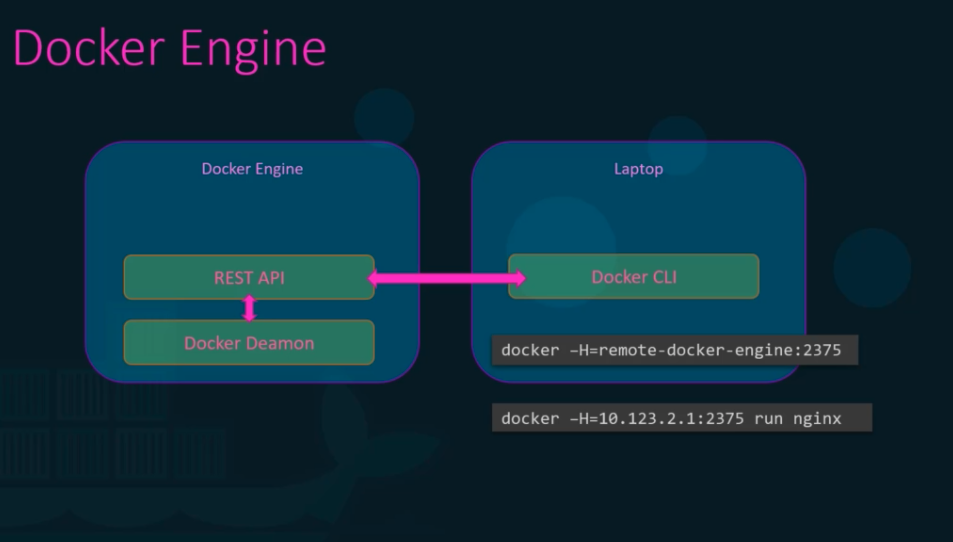 Docker Engine
Docker Engine
Laptop
REST API
Docker CLI
Docker Deamon
docker –H=remote-docker-engine:2375
docker –H=10.123.2.1:2375 run nginx